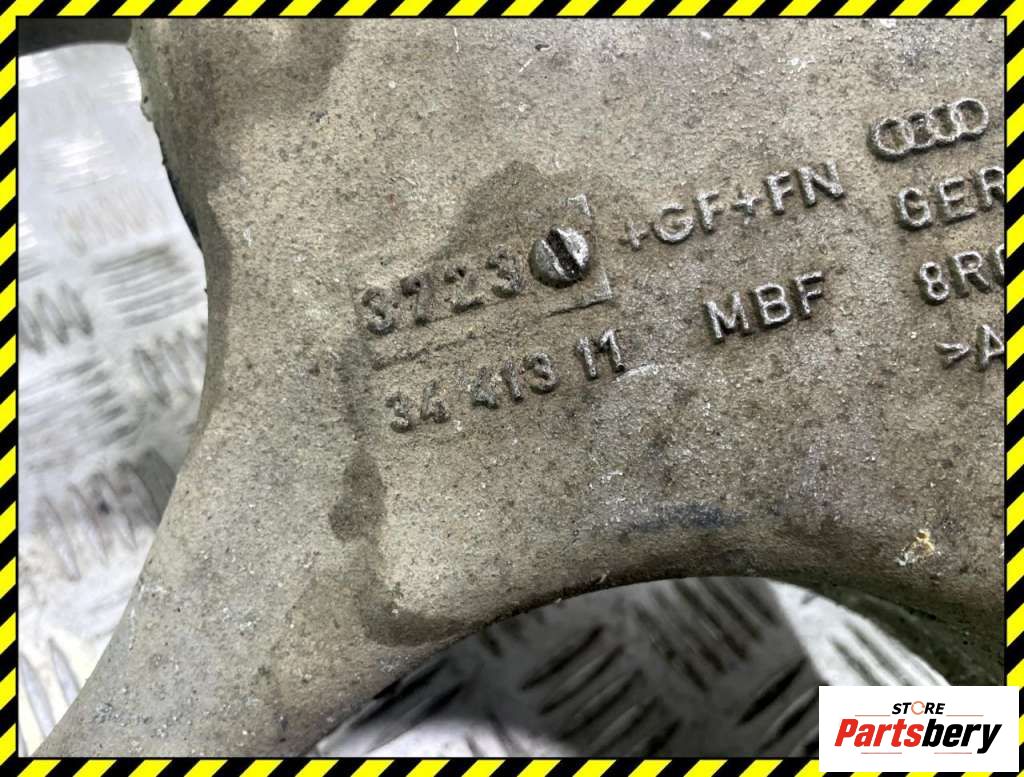 3723
+GF+FN
GER
34 413 11
MBF
8R
>A
STORE
Partsbery